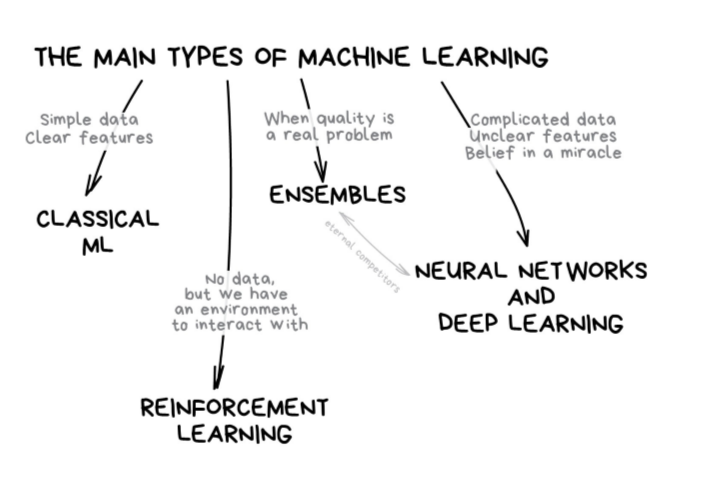 THE MAIN TYPES OF MACHINE LEARNING
Simple data
Clear features
When quality is
a real problem
Complicated data
Unclear features
Belief in a miracle
CLASSICAL
ML
ENSEMBLES
eternal competitors
NEURAL NETWORKS
AND
DEEP LEARNING
No data,
but we have
an environment
to interact with
REINFORCEMENT
LEARNING